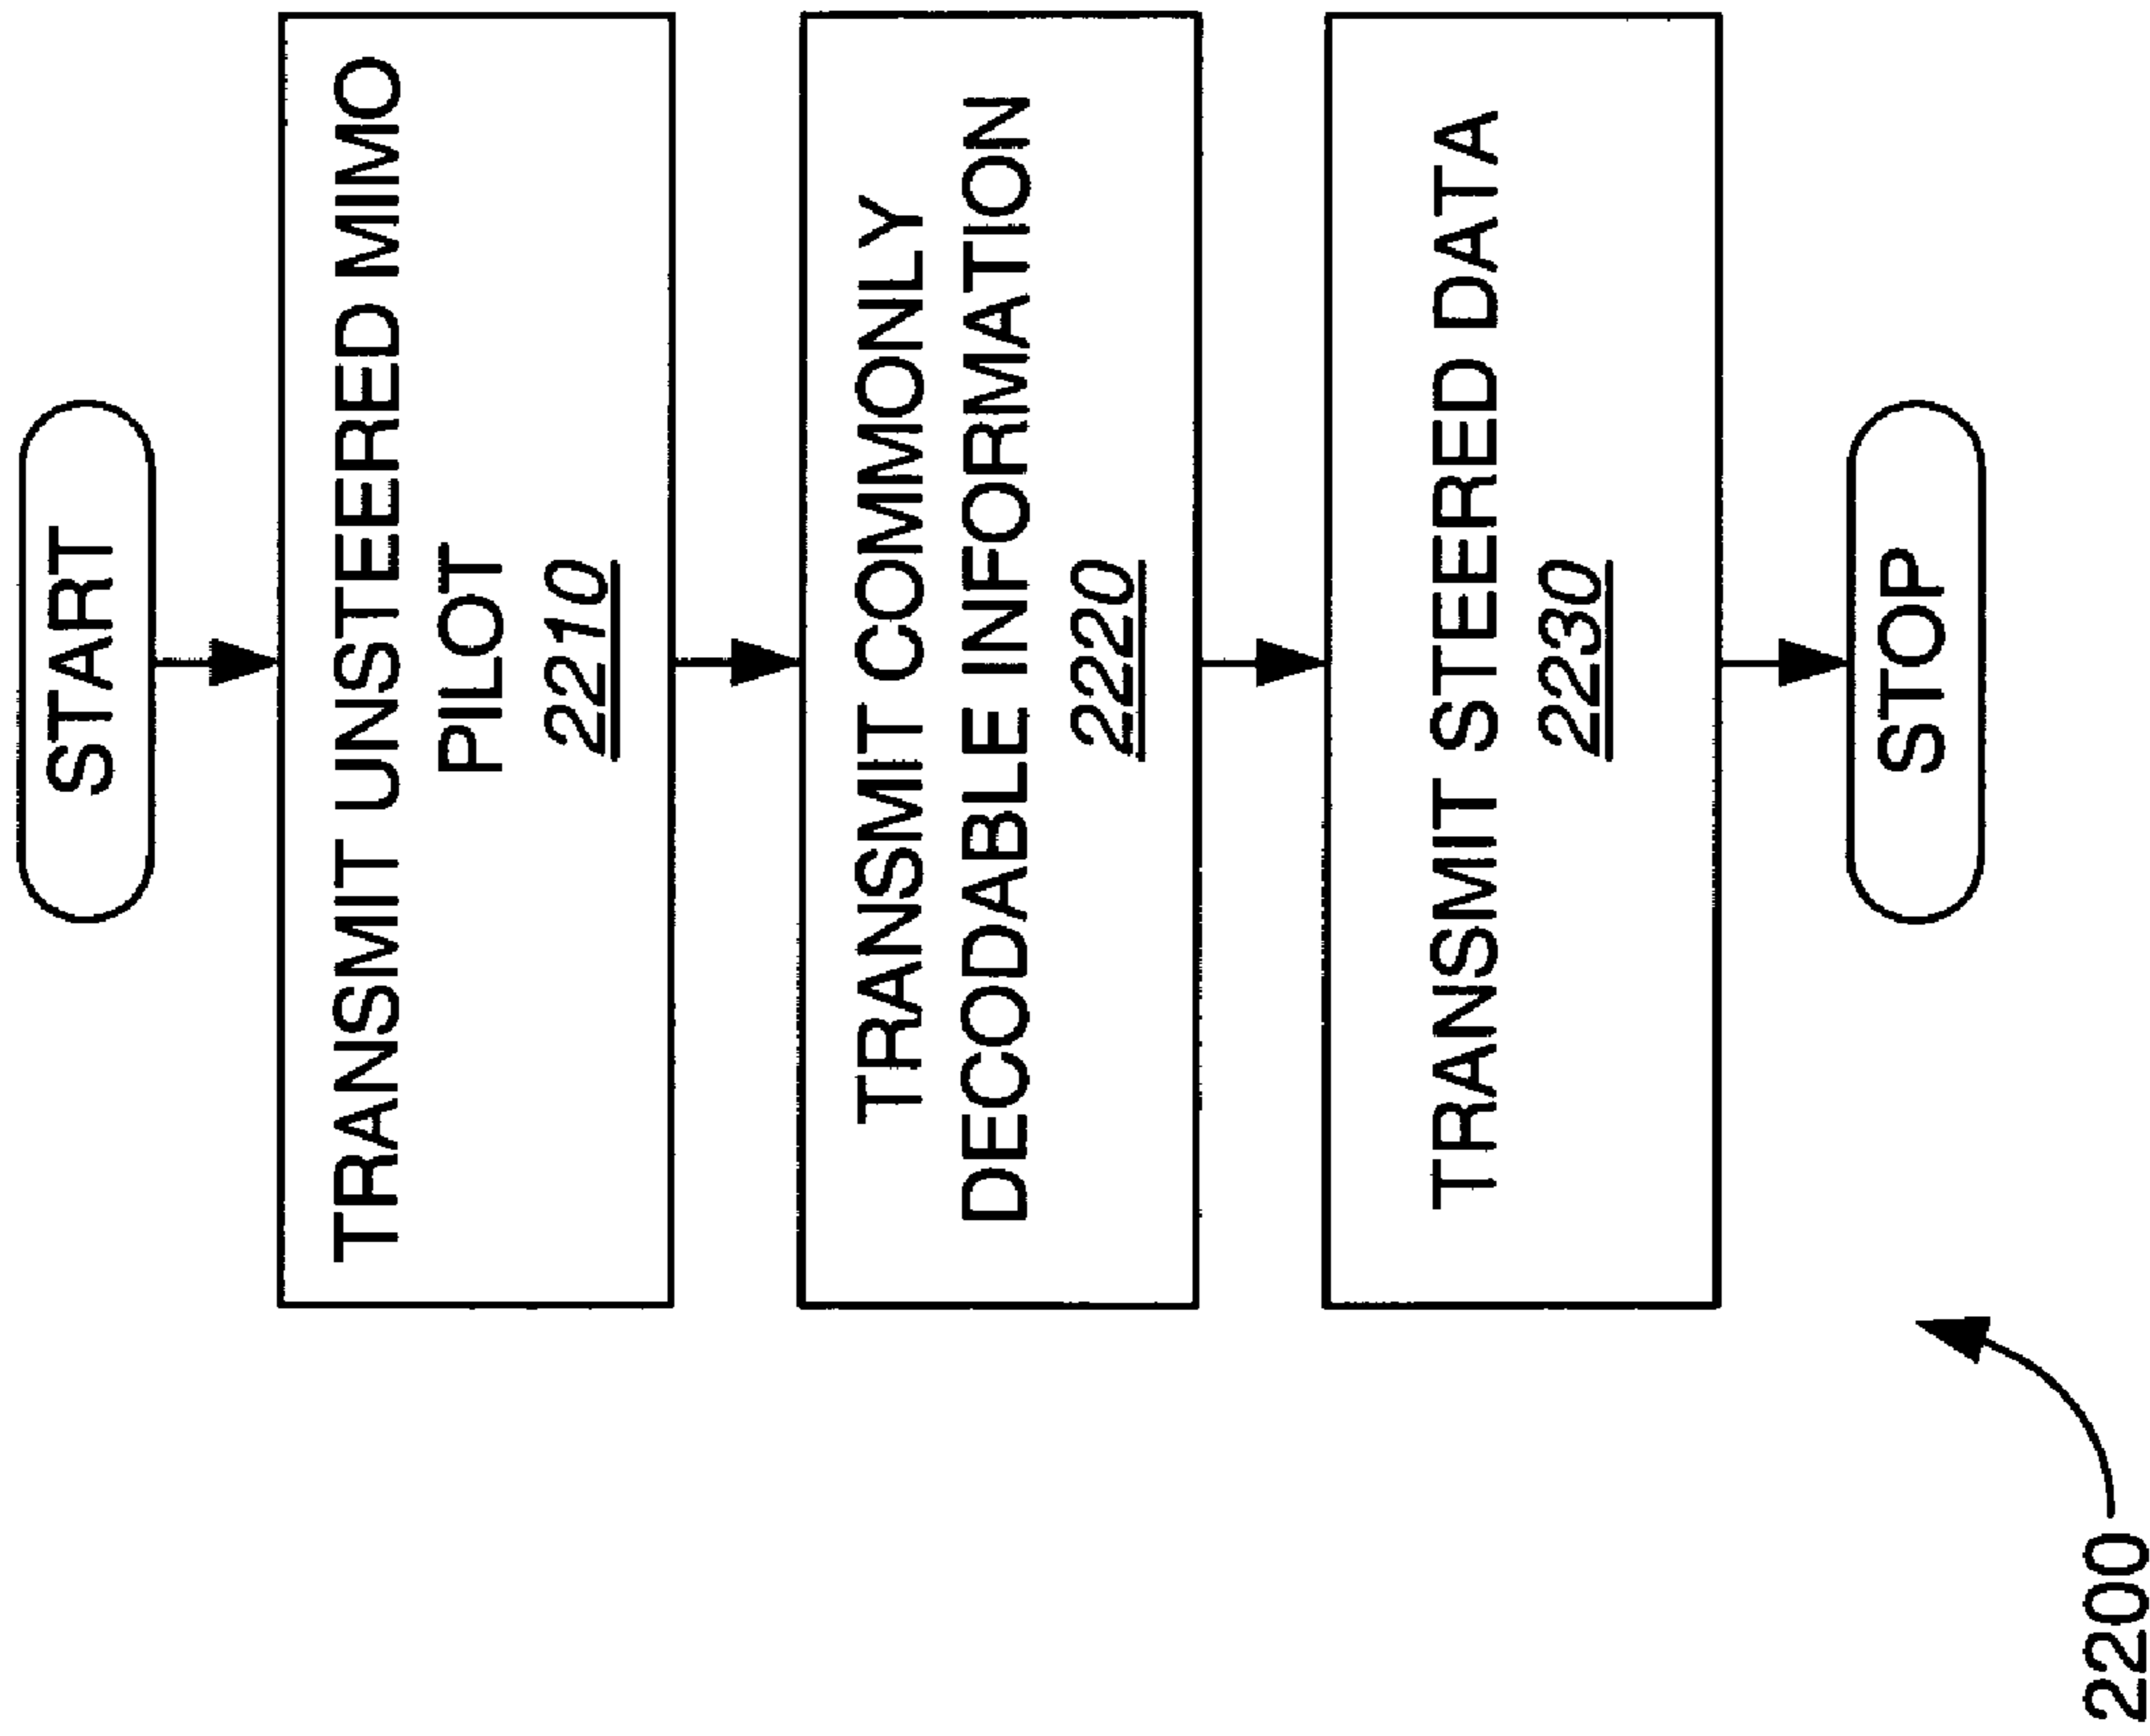 START
TRANSMIT UNSTEERED MIMO
PILOT
2210
TRANSMIT COMMONLY
DECODABLE INFORMATION
2220
TRANSMIT STEERED DATA
2230
STOP
2200